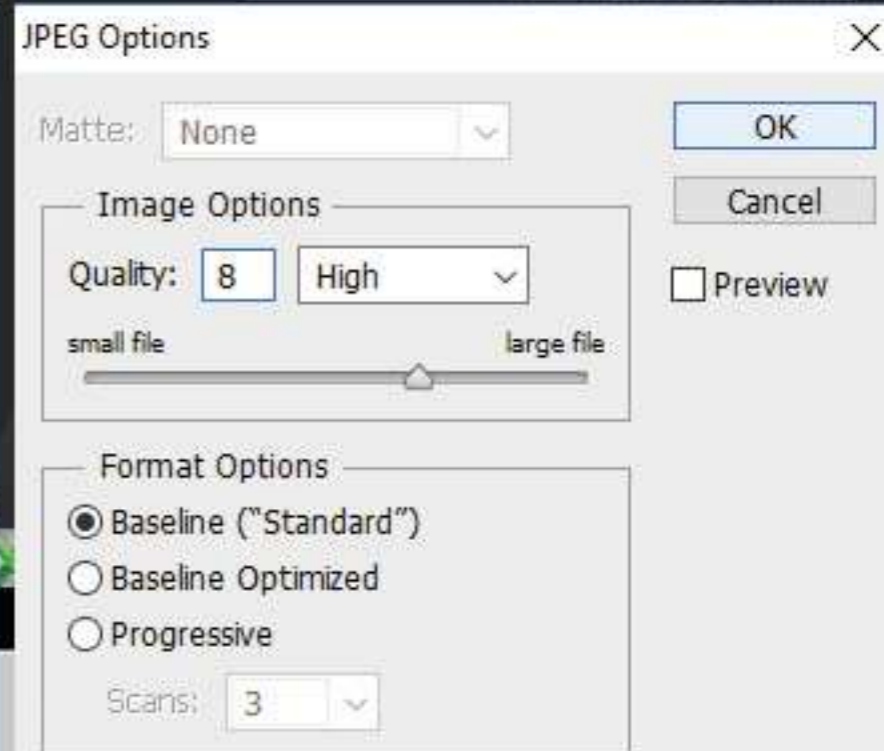 JPEG Options
Matte: None
OK
Cancel
Preview
Image Options
Quality: 8 High
small file large file
Format Options
Baseline (“Standard”)
Baseline Optimized
Progressive
Scans: 3